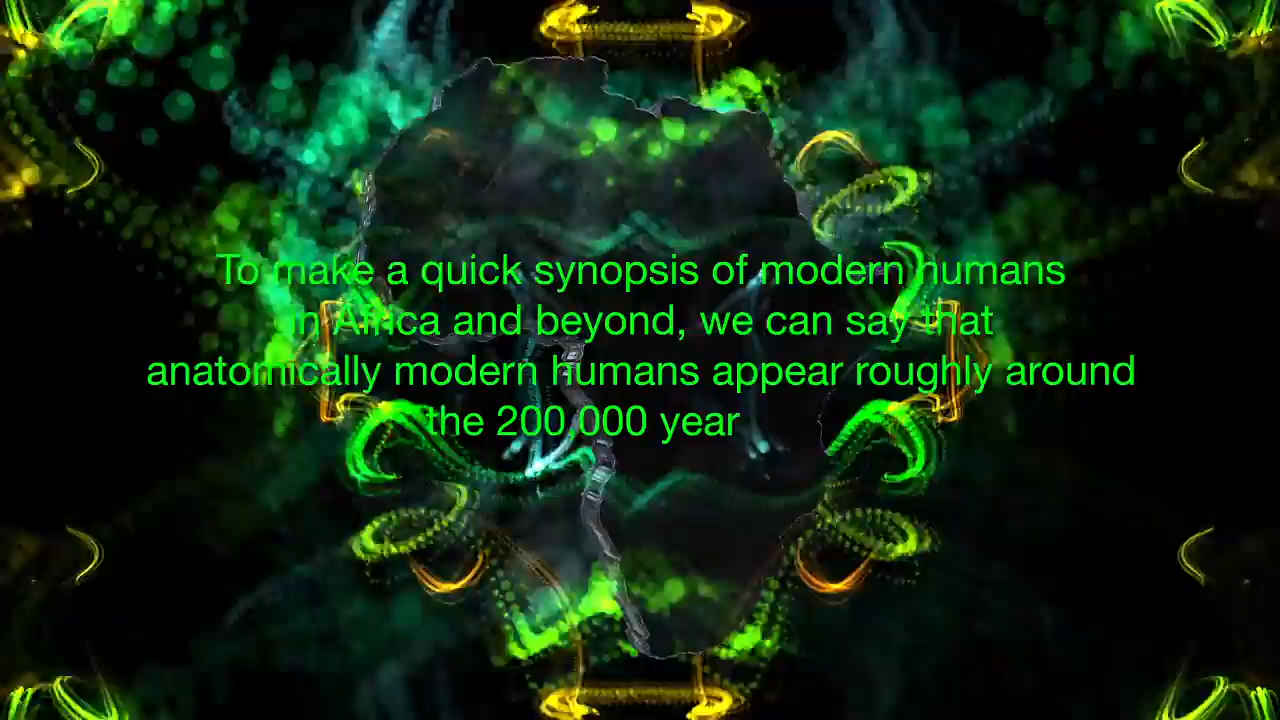 To make a quick synopsis of modern humans
in Africa and beyond, we can say that
anatomically modern humans appear roughly around
the 200 000 year